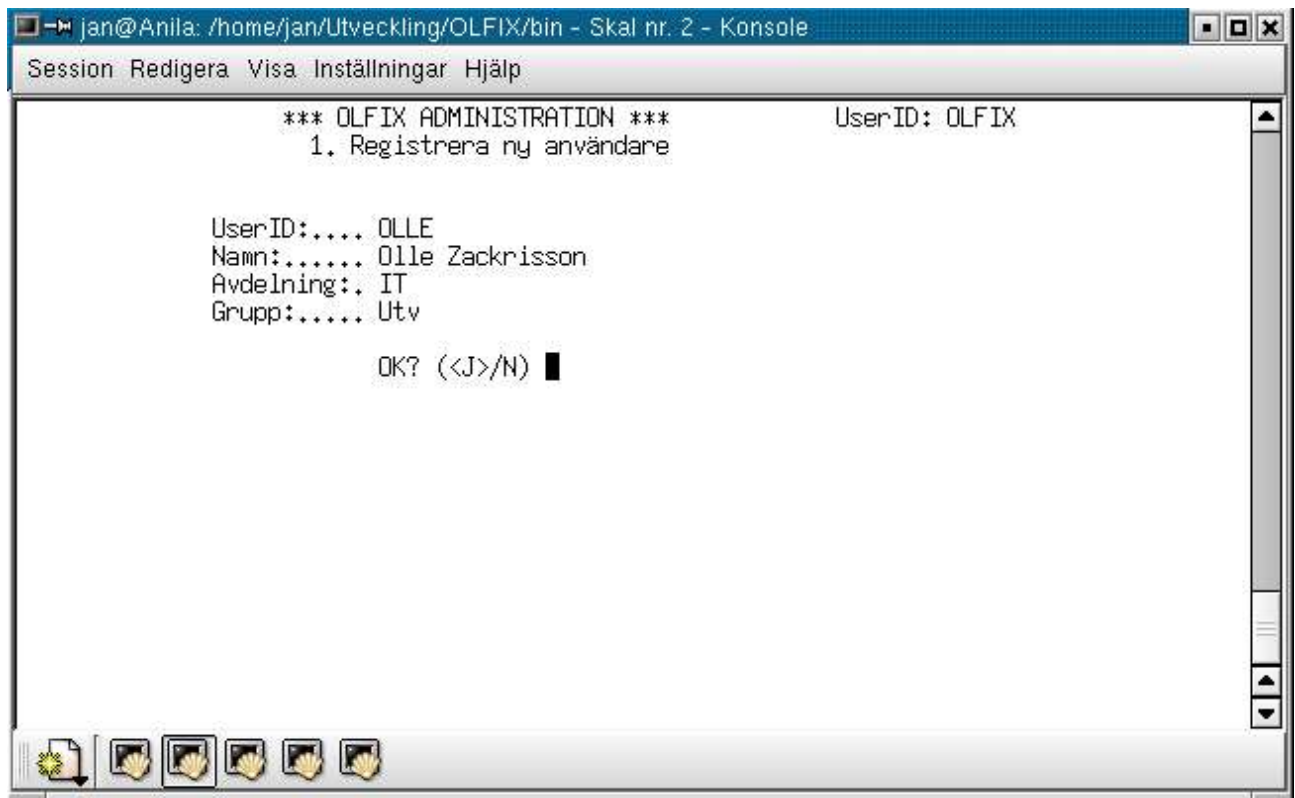 jan@Anila: /home/jan/Utveckling/OLFIX/bin - Skal nr. 2 - Konsole
Session Redigera Visa Inställningar Hjälp
*** OLFIX ADMINISTRATION *** UserID: OLFIX
1. Registrera ny användare
UserID:.... OLLE
Namn:...... Olle Zackrisson
Avdelning:. IT
Grupp:..... Utv
OK? (<J>/N)